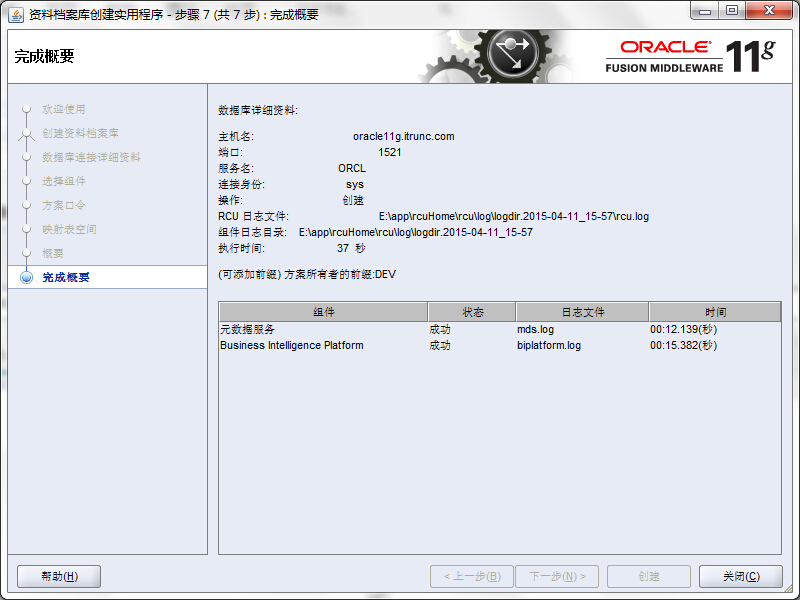 资料档案库创建实用程序 - 步骤 7 (共 7 步) : 完成概要
完成概要
ORACLE
FUSION MIDDLEWARE 11g
欢迎使用
创建资料档案库
数据库连接详细资料
选择组件
方案口令
映射表空间
概要
完成概要
数据库详细资料:
主机名: oracle11g.itrunc.com
端口: 1521
服务名: ORCL
连接身份: sys
操作: 创建
RCU 日志文件: E:\app\rcuHome\rcu\log\logdir.2015-04-11_15-57\rcu.log
组件日志目录: E:\app\rcuHome\rcu\log\logdir.2015-04-11_15-57
执行时间: 37 秒
(可添加前缀) 方案所有者的前缀:DEV
组件 状态 日志文件 时间
元数据服务 成功 mds.log 00:12.139(秒)
Business Intelligence Platform 成功 biplatform.log 00:15.382(秒)
帮助(H) < 上一步(B) 下一步(N) > 创建 关闭(C)